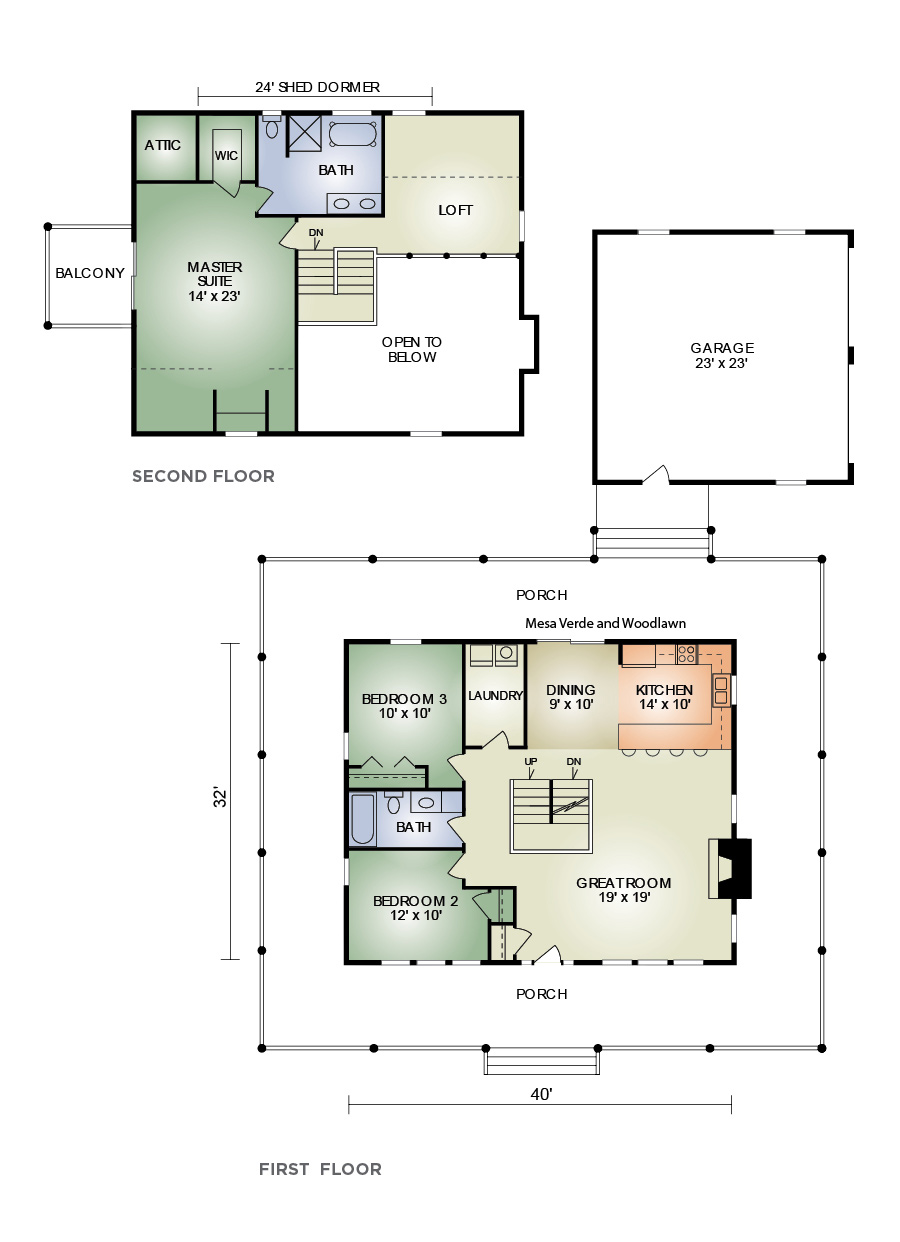 24' SHED DORMER
ATTIC
WIC
BATH
LOFT
DN
BALCONY
MASTER
SUITE
14' x 23'
OPEN TO
BELOW
SECOND FLOOR
GARAGE
23' x 23'
PORCH
Mesa Verde and Woodlawn
BEDROOM 3
10' x 10'
LAUNDRY
DINING
9' x 10'
KITCHEN
14' x 10'
UP
DN
32'
BATH
BEDROOM 2
12' x 10'
GREAT ROOM
19' x 19'
PORCH
40'
FIRST FLOOR